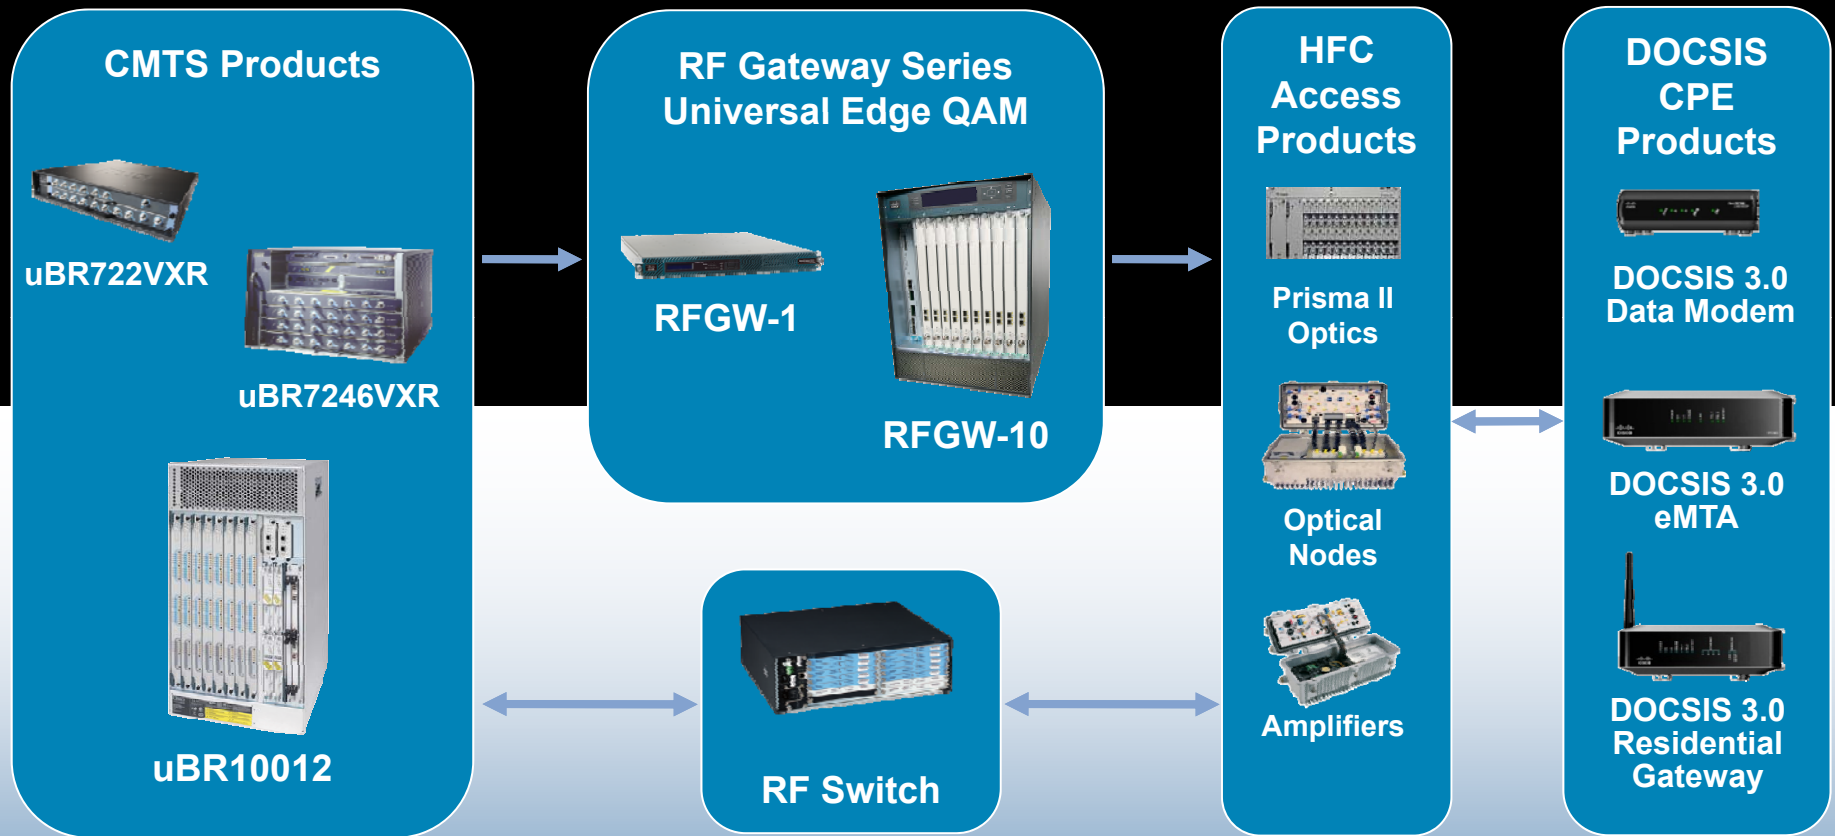 CMTS Products
uBR722VXR
uBR7246VXR
uBR10012
RF Gateway Series
Universal Edge QAM
RFGW-1
RFGW-10
RF Switch
HFC
Access
Products
Prisma II
Optics
Optical
Nodes
Amplifiers
DOCSIS
CPE
Products
DOCSIS 3.0
Data Modem
DOCSIS 3.0
eMTA
DOCSIS 3.0
Residential
Gateway